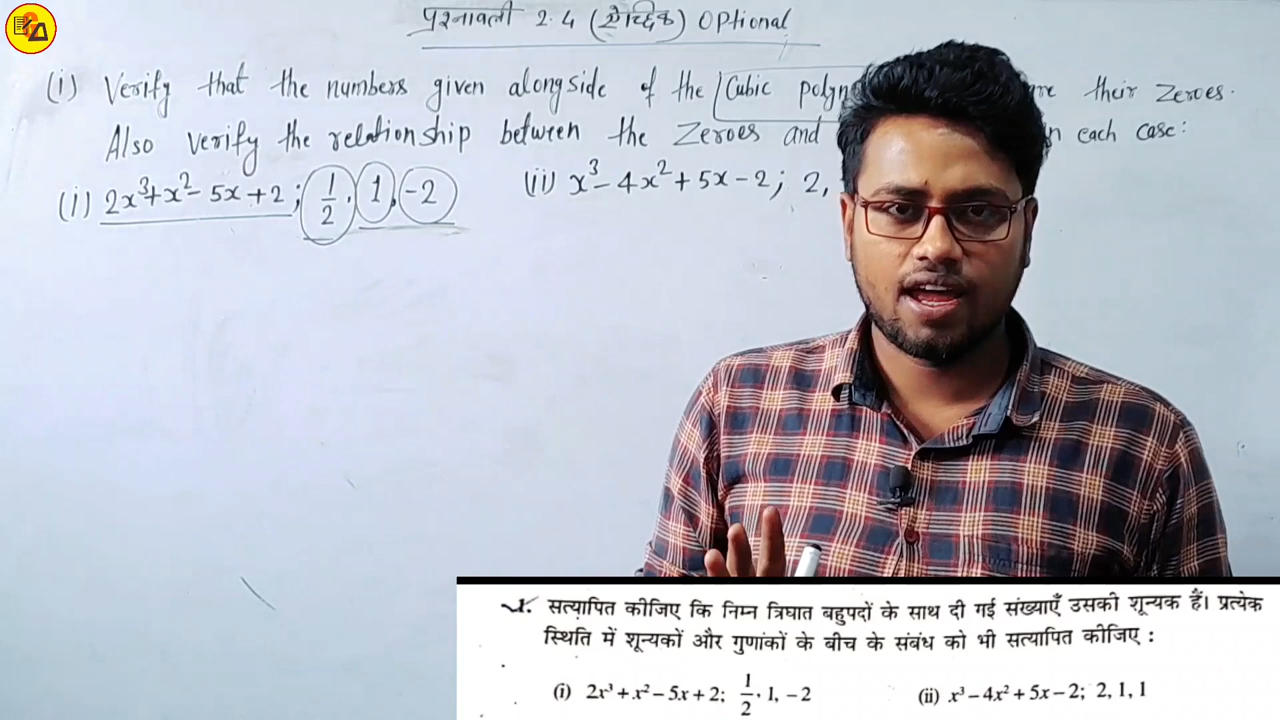 प्रश्नावली 2.4 (ऐच्छिक) Optional
(i) Verify that the numbers given alongside of the Cubic polyn are their Zeroes.
Also verify the relationship between the Zeroes and n each case:
(i) 2x³+x²-5x+2; 1/2, 1, -2 (ii) x³-4x²+5x-2; 2,
1. सत्यापित कीजिए कि निम्न त्रिघात बहुपदों के साथ दी गई संख्याएँ उसकी शून्यक हैं। प्रत्येक
स्थिति में शून्यकों और गुणांकों के बीच के संबंध को भी सत्यापित कीजिए :
(i) 2x³+x²-5x+2; 1/2, 1, -2 (ii) x³-4x²+5x-2; 2, 1, 1